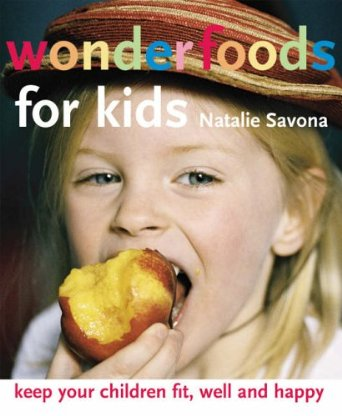 wonderfoods
for kids Natalie Savona
keep your children fit, well and happy